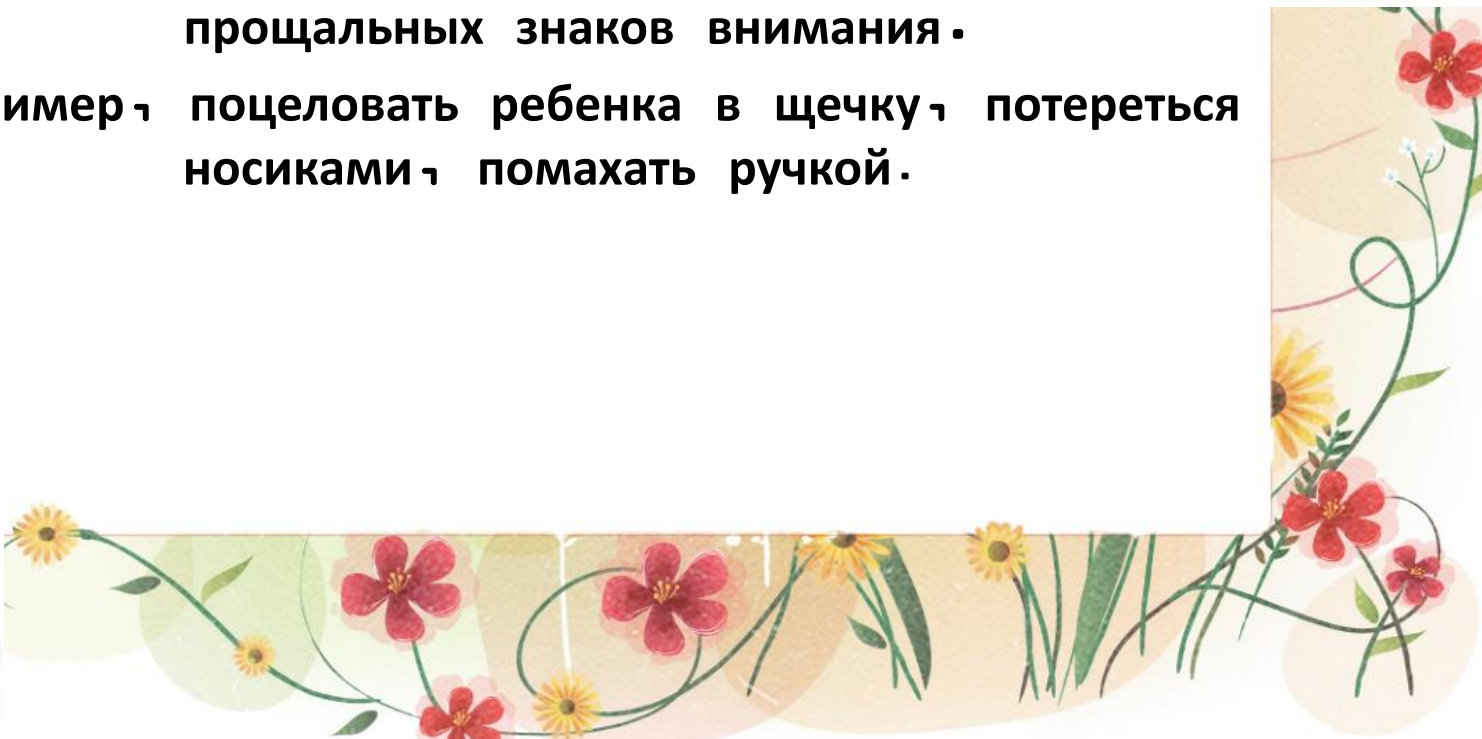 прощальных знаков внимания.
имер, поцеловать ребенка в щечку, потереться
носиками, помахать ручкой.